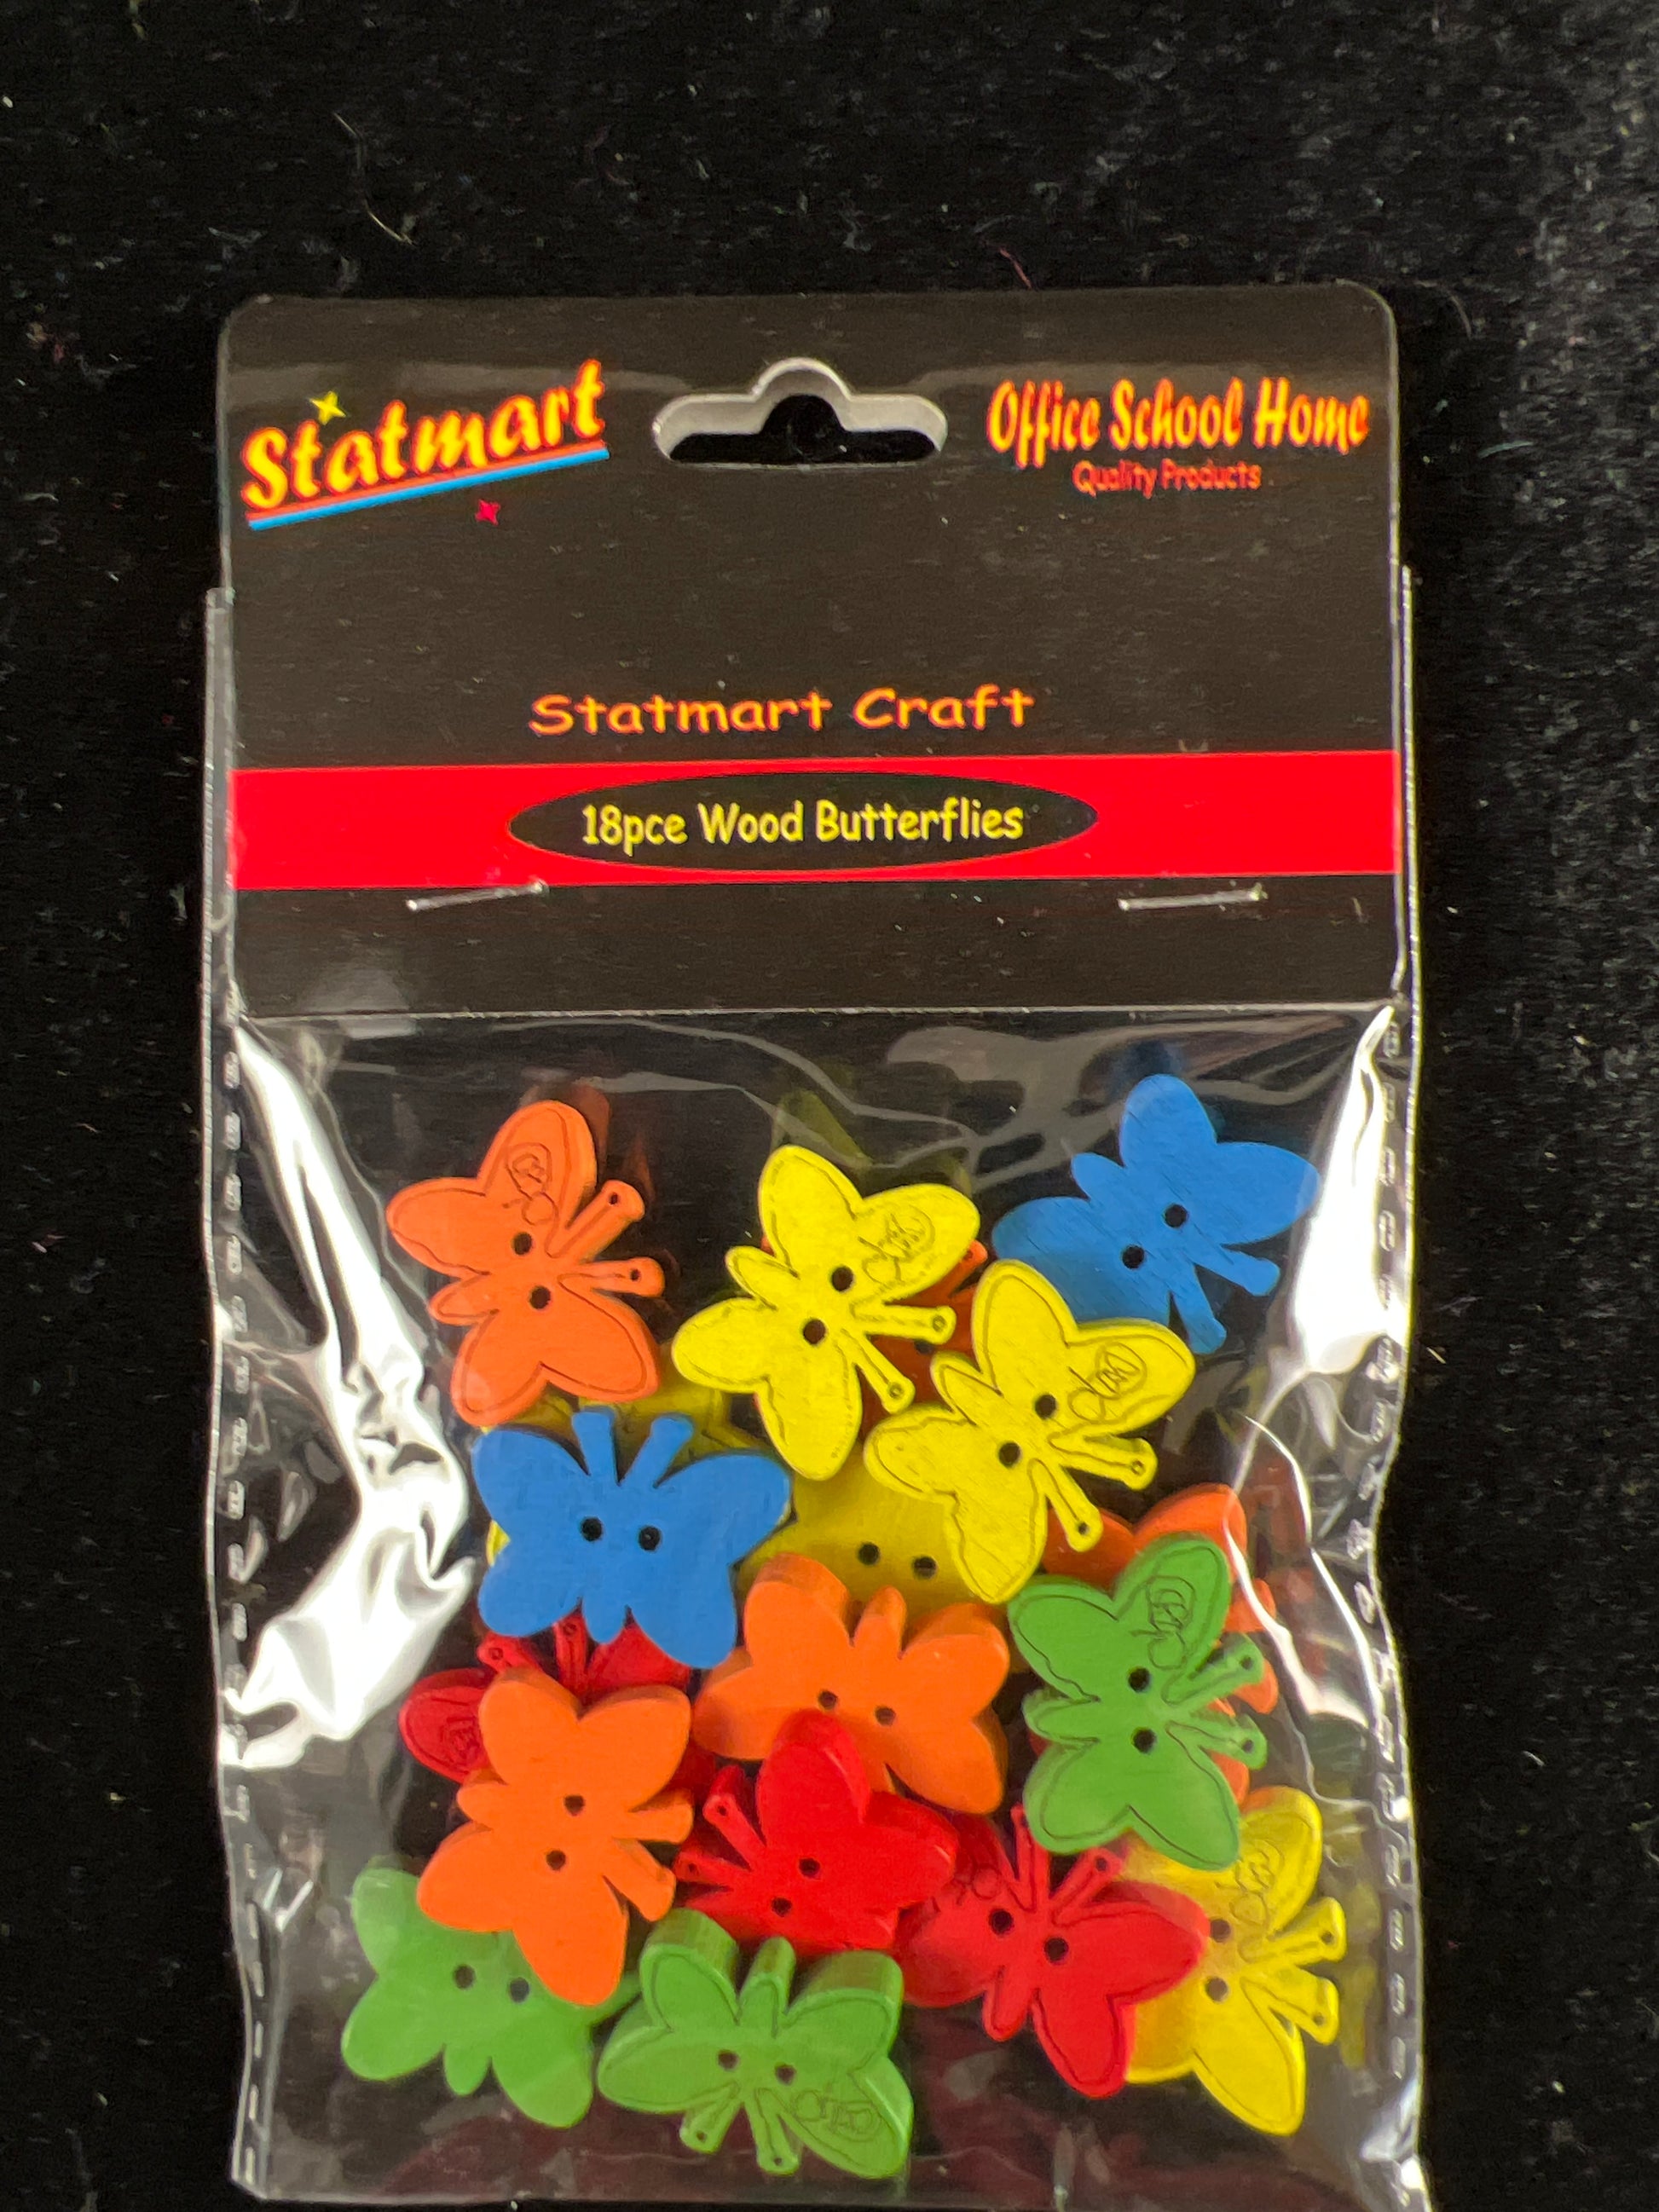 Statmart
Office School Home
Quality Products
Statmart Craft
18pce Wood Butterflies